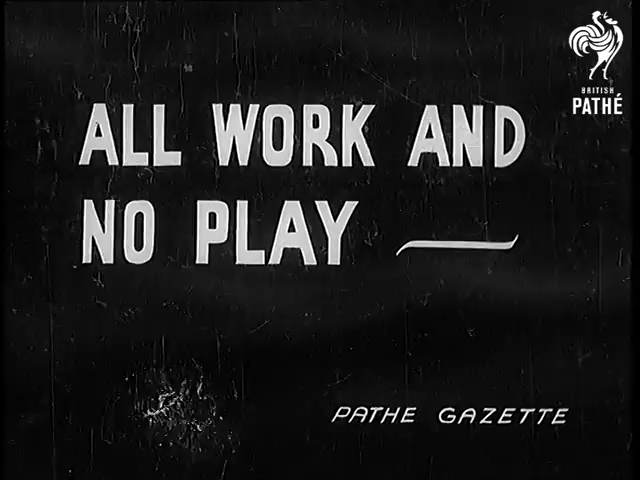 BRITISH
PATHÉ
ALL WORK AND
NO PLAY —
PATHE GAZETTE